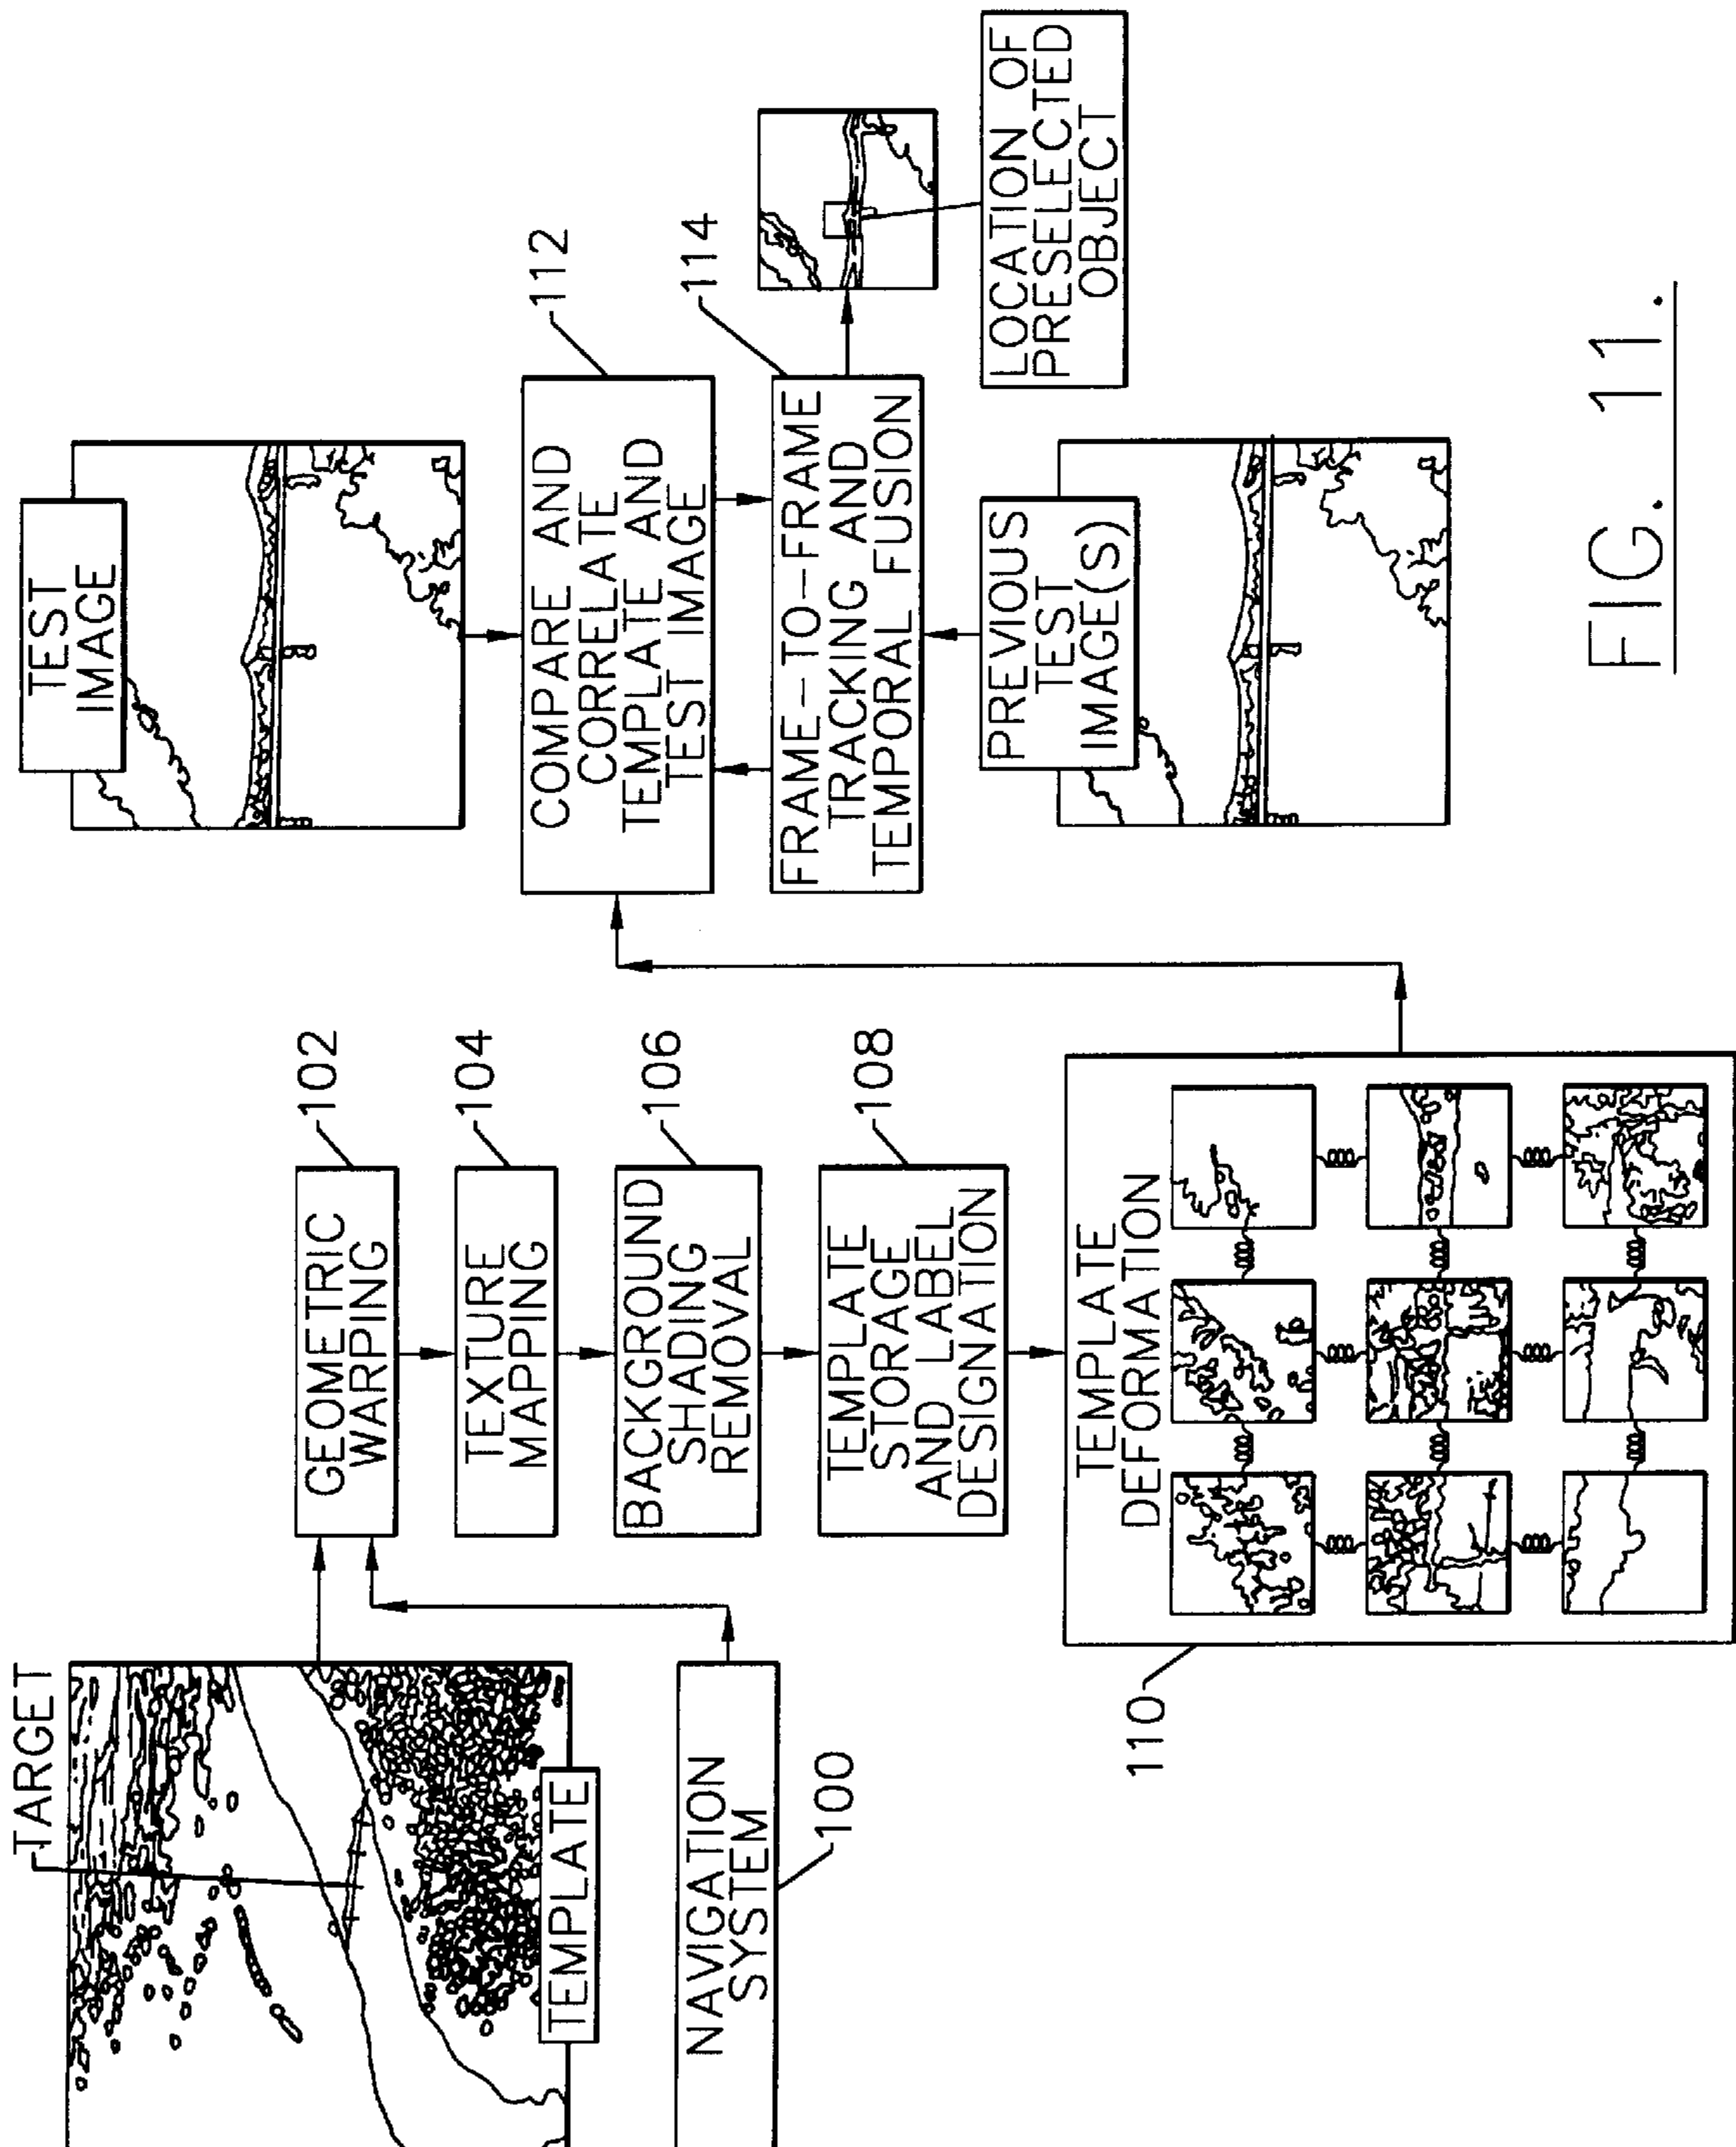 TARGET
TEMPLATE
NAVIGATION
SYSTEM
100
GEOMETRIC
WARPING
102
TEXTURE
MAPPING
104
BACKGROUND
SHADING
REMOVAL
106
TEMPLATE
STORAGE
AND LABEL
DESIGNATION
108
TEMPLATE
DEFORMATION
110
TEST
IMAGE
COMPARE AND
CORRELATE
TEMPLATE AND
TEST IMAGE
112
FRAME-TO-FRAME
TRACKING AND
TEMPORAL FUSION
114
PREVIOUS
TEST
IMAGE(S)
LOCATION OF
PRESELECTED
OBJECT
FIG. 11.